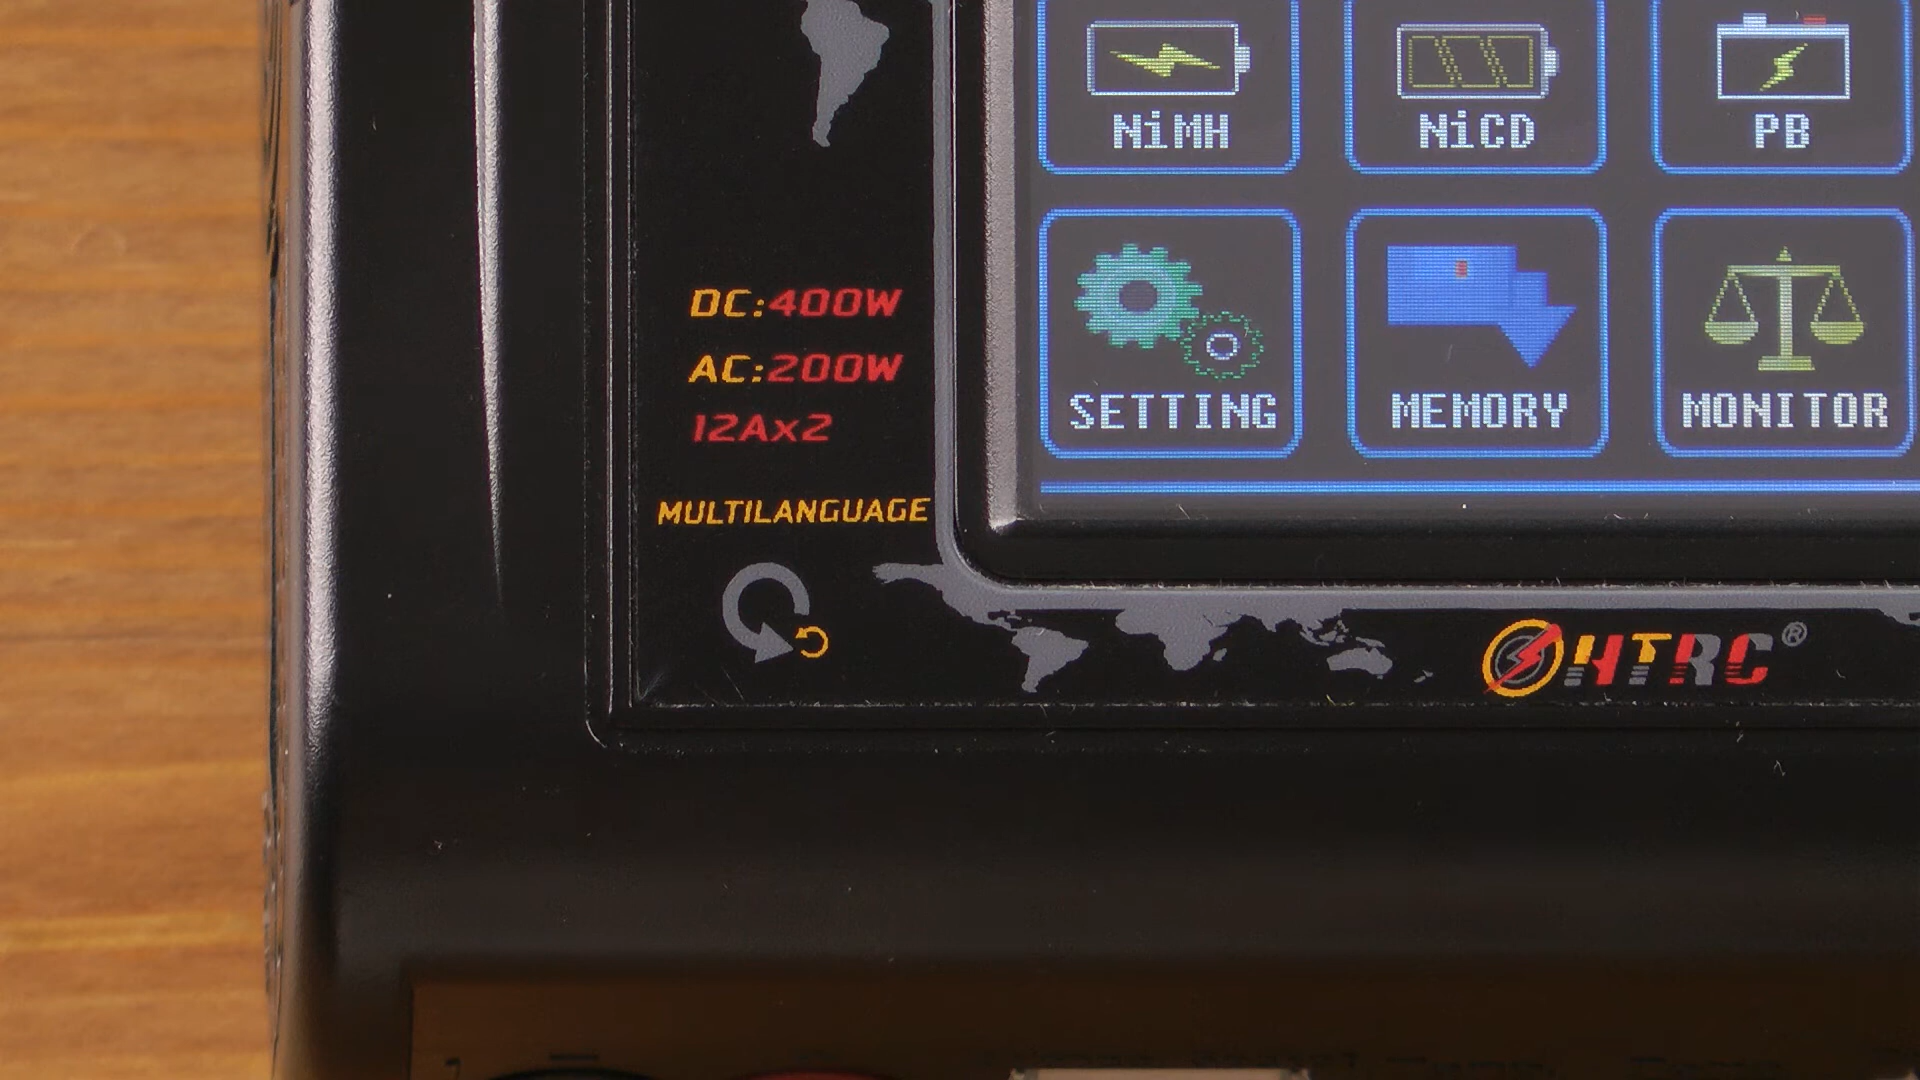 NiMH
NiCD
PB
DC:400W
AC:200W
12Ax2
SETTING
MEMORY
MONITOR
MULTILANGUAGE
HTRC®